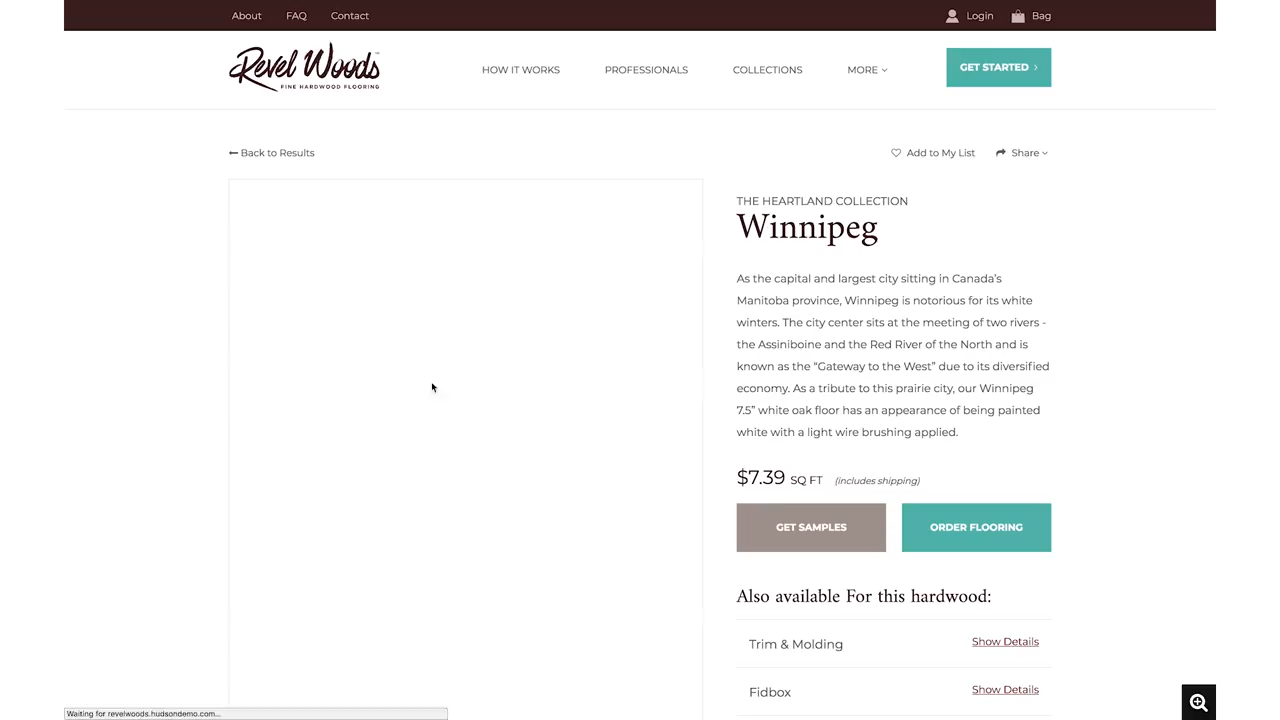 About FAQ Contact Login Bag
Revel Woods™
FINE HARDWOOD FLOORING
HOW IT WORKS PROFESSIONALS COLLECTIONS MORE GET STARTED
Back to Results Add to My List Share
THE HEARTLAND COLLECTION
Winnipeg
As the capital and largest city sitting in Canada’s
Manitoba province, Winnipeg is notorious for its white
winters. The city center sits at the meeting of two rivers -
the Assiniboine and the Red River of the North and is
known as the “Gateway to the West” due to its diversified
economy. As a tribute to this prairie city, our Winnipeg
7.5” white oak floor has an appearance of being painted
white with a light wire brushing applied.
$7.39 SQ FT (includes shipping)
GET SAMPLES ORDER FLOORING
Also available For this hardwood:
Trim & Molding Show Details
Fidbox Show Details
Waiting for revelwoods.hudsondemo.com...